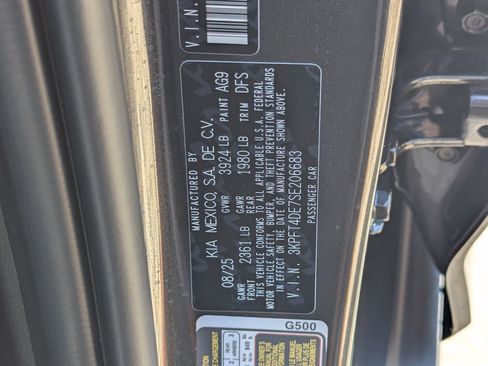 V.I.N.
MANUFACTURED BY
KIA MEXICO, S.A. DE C.V.
08/25 GVWR 3924 LB PAINT AG9
GAWR FRONT 2361 LB GAWR REAR 1980 LB TRIM DFS
THIS VEHICLE CONFORMS TO ALL APPLICABLE U.S.A. FEDERAL
MOTOR VEHICLE SAFETY, BUMPER, AND THEFT PREVENTION STANDARDS
IN EFFECT ON THE DATE OF MANUFACTURE SHOWN ABOVE.
V.I.N. 3KPFT4DE7SE206683
PASSENGER CAR
G500